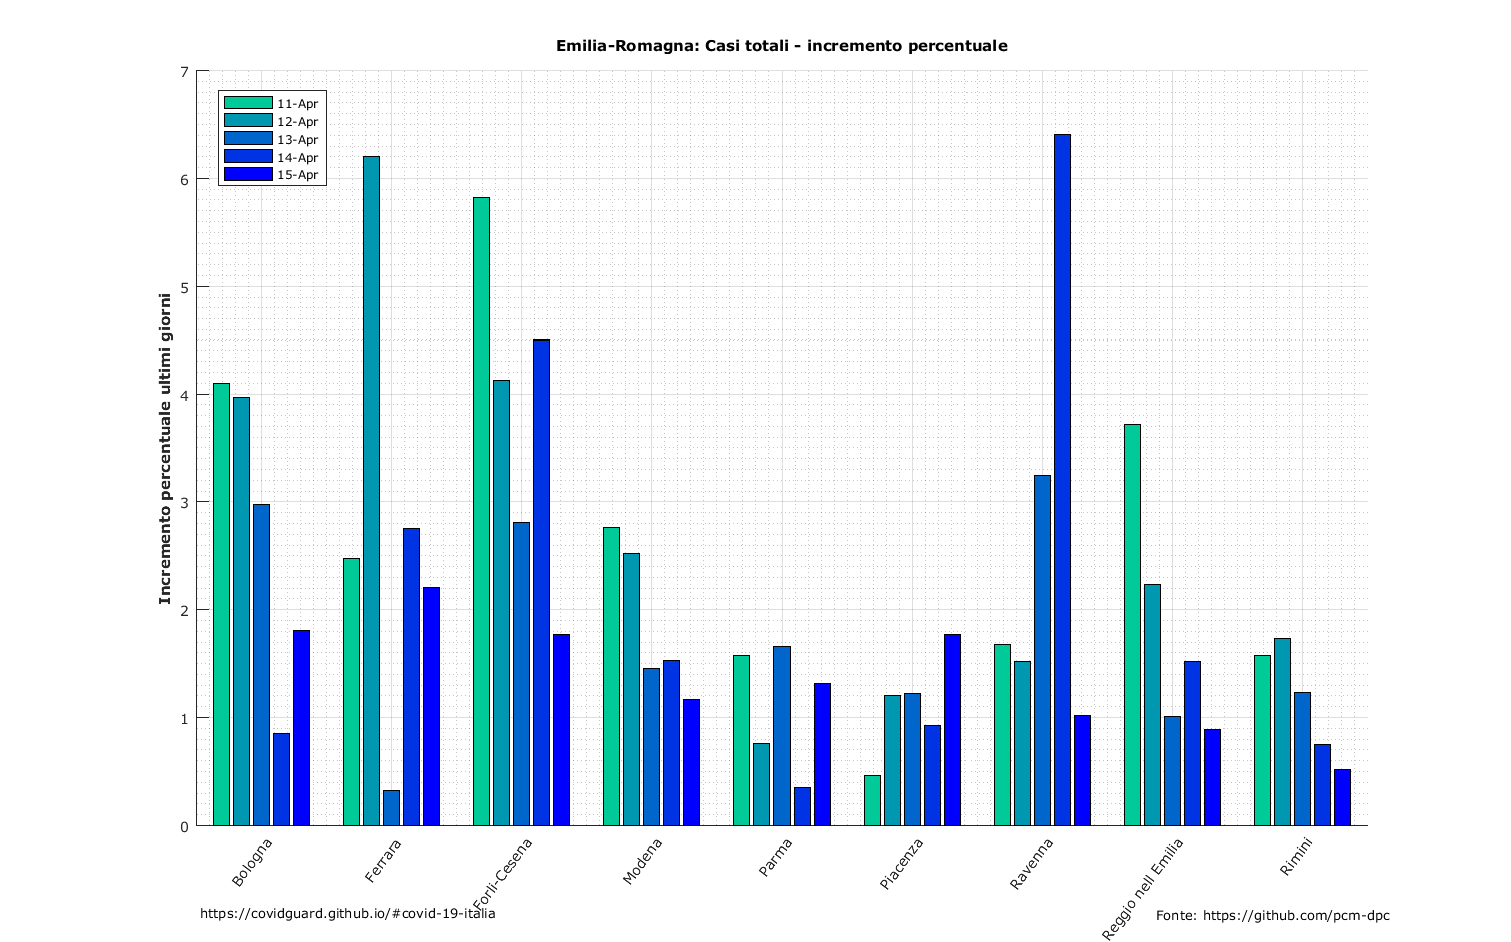 Emilia-Romagna: Casi totali - incremento percentuale
7
6
5
4
3
2
1
0
Incremento percentuale ultimi giorni
11-Apr
12-Apr
13-Apr
14-Apr
15-Apr
Bologna
Ferrara
Forlì-Cesena
Modena
Parma
Piacenza
Ravenna
Reggio nell Emilia
Rimini
https://covidguard.github.io/#covid-19-italia
Fonte: https://github.com/pcm-dpc